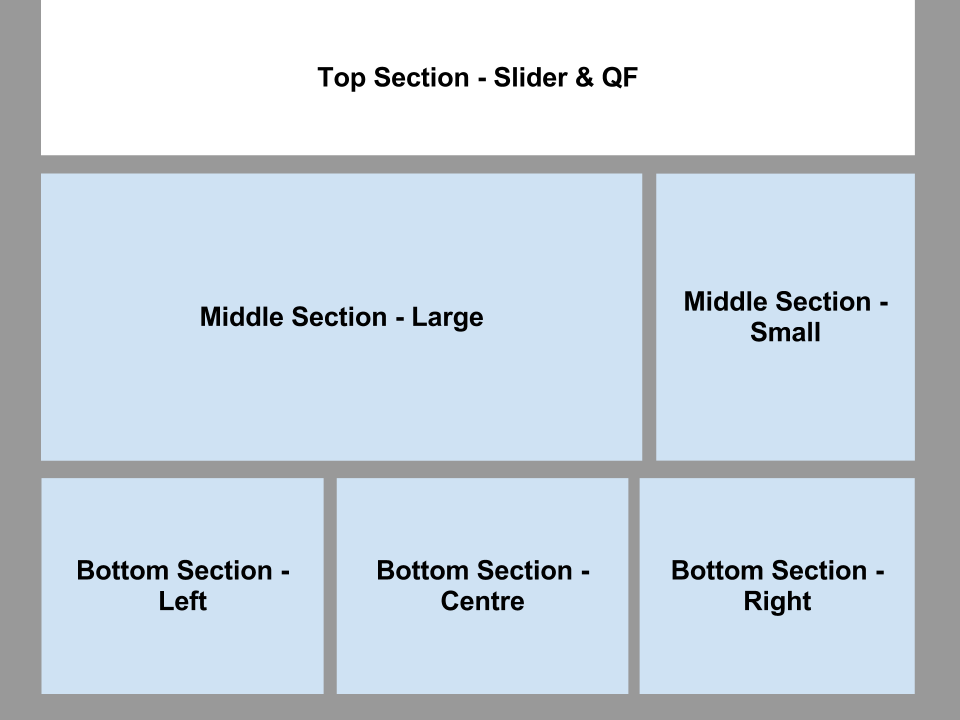 Top Section - Slider & QF
Middle Section - Large
Middle Section -
Small
Bottom Section -
Left
Bottom Section -
Centre
Bottom Section -
Right